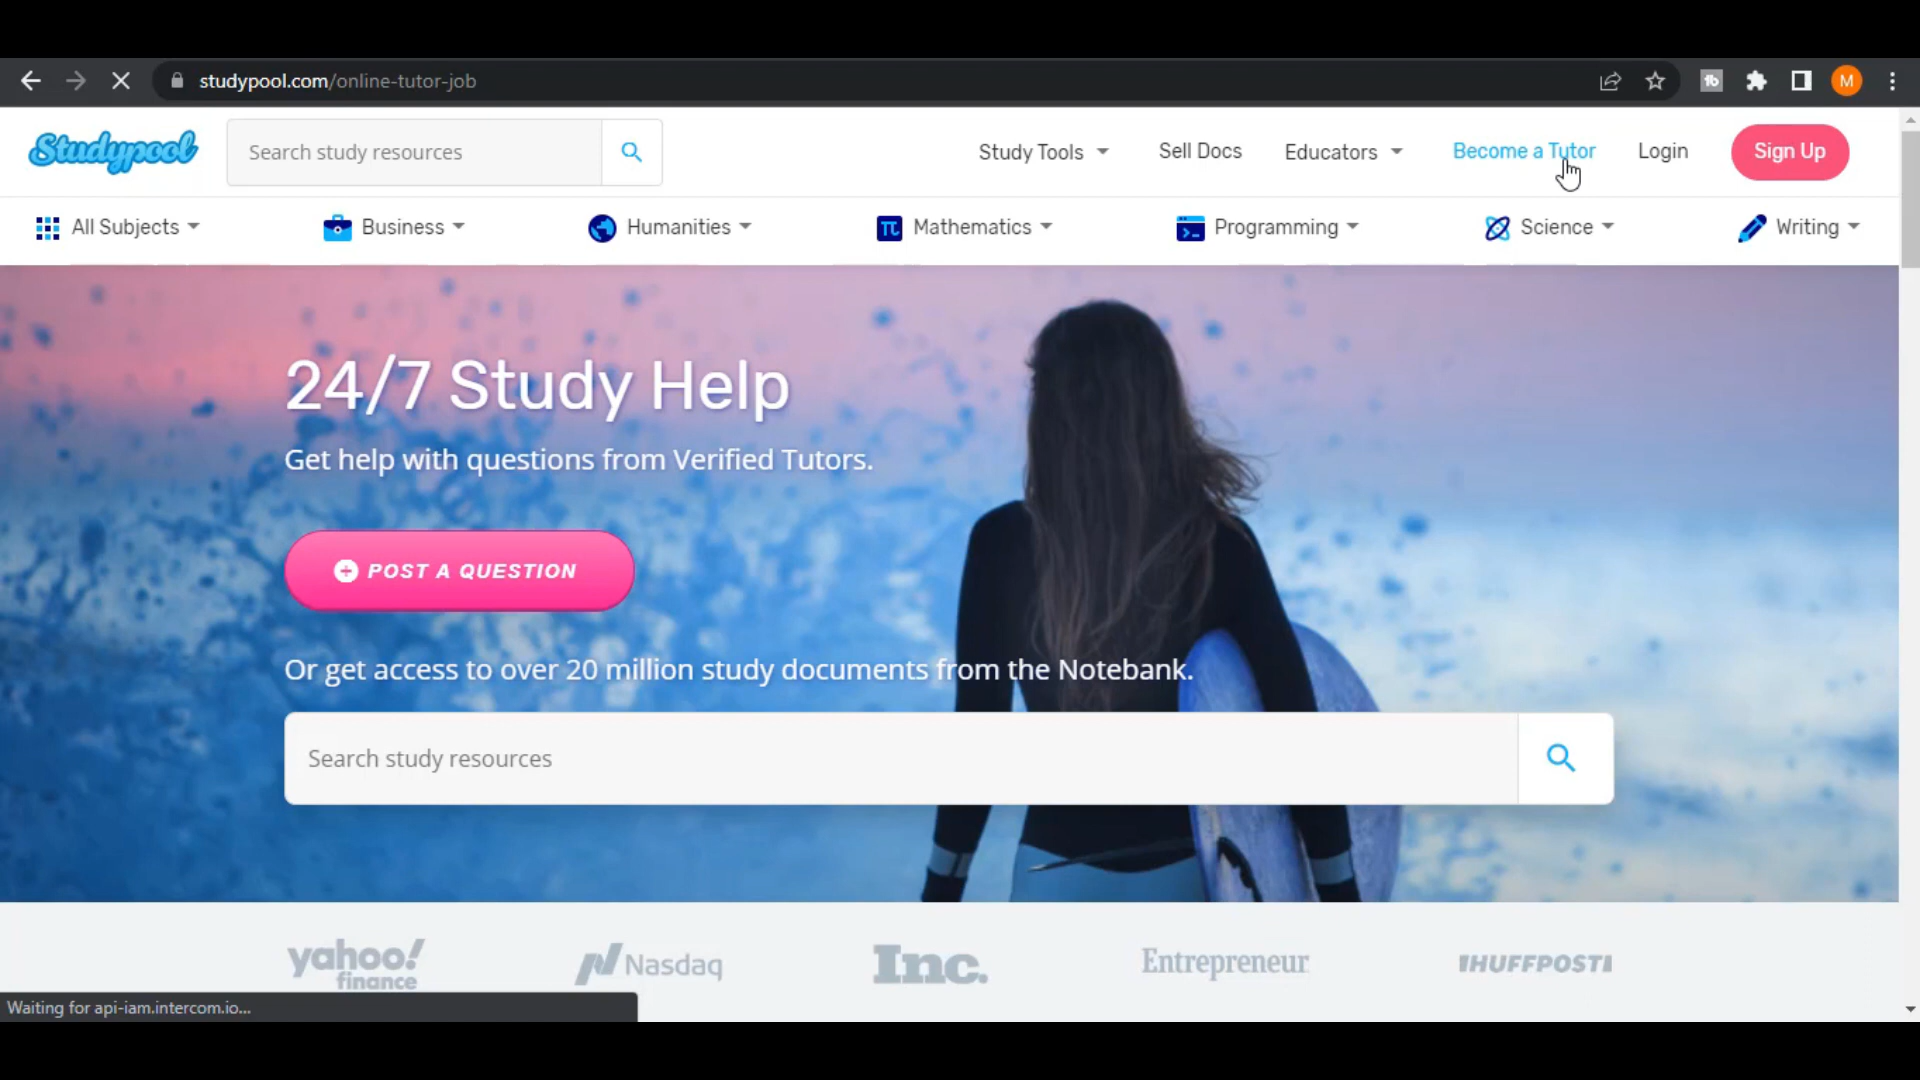 studypool.com/online-tutor-job
M
Studypool
Search study resources
Study Tools
Sell Docs
Educators
Become a Tutor
Login
Sign Up
All Subjects
Business
Humanities
Mathematics
Programming
Science
Writing
24/7 Study Help
Get help with questions from Verified Tutors.
POST A QUESTION
Or get access to over 20 million study documents from the Notebank.
Search study resources
yahoo!
finance
Nasdaq
Inc.
Entrepreneur
HUFFPOST
Waiting for api-iam.intercom.io...